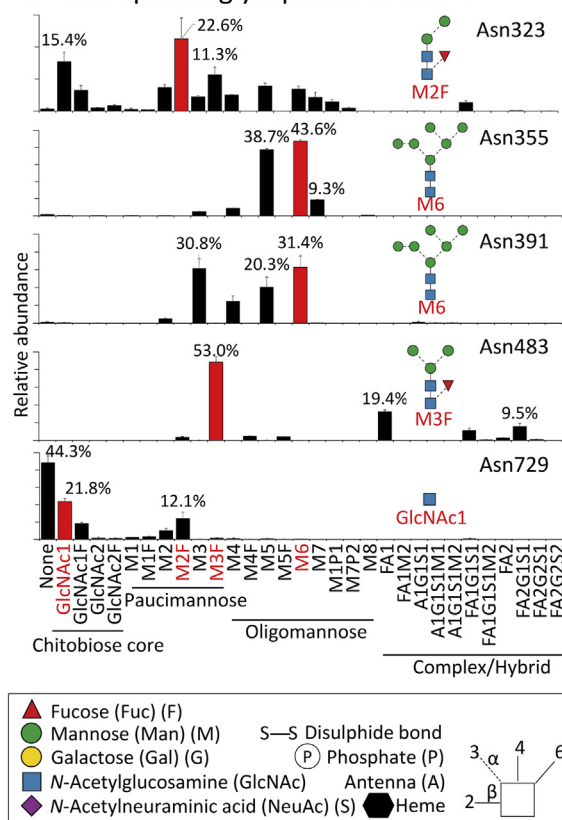 Asn323
15.4%
22.6%
11.3%
M2F
Asn355
38.7%
43.6%
9.3%
M6
Asn391
30.8%
20.3%
31.4%
M6
Relative abundance
Asn483
53.0%
19.4%
9.5%
M3F
Asn729
44.3%
21.8%
12.1%
GlcNAc1
None
GlcNAc1
GlcNAc1F
GlcNAc2
GlcNAc2F
M1
M1F
M2
M2F
M3
M3F
M4
M4F
M5
M5F
M6
M7
M1P1
M7P2
M8
FA1
FA1M2
A1G1S1
A1G1S1M1
A1G1S1M2
FA1G1S1
FA1G1S1M2
FA2
FA2G1S1
FA2G2S1
FA2G2S2
Paucimannose
Chitobiose core
Oligomannose
Complex/Hybrid
Fucose (Fuc) (F)
Mannose (Man) (M)
Galactose (Gal) (G)
N-Acetylglucosamine (GlcNAc)
N-Acetylneuraminic acid (NeuAc) (S)
S—S Disulphide bond
P Phosphate (P)
Antenna (A)
Heme
3 α 4 6
2 β